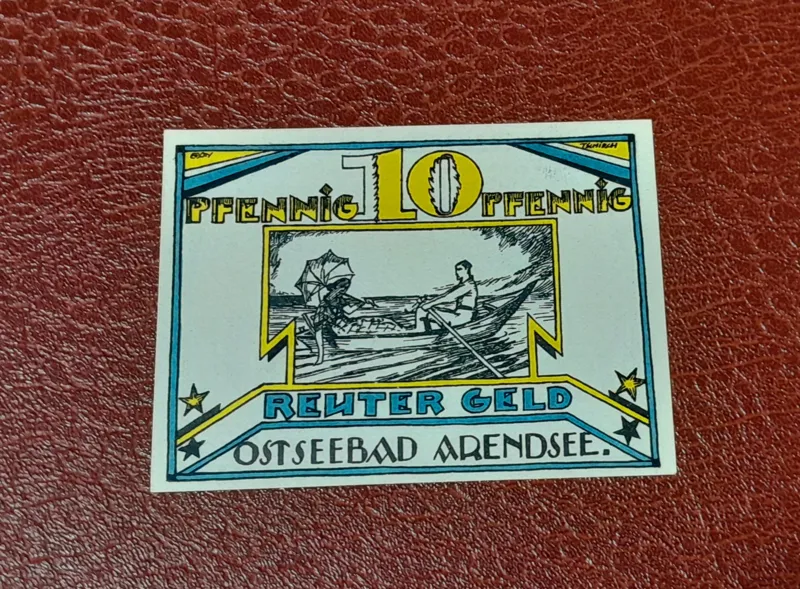 10
PFENNIG PFENNIG
REUTER GELD
OSTSEEBAD ARENDSEE.